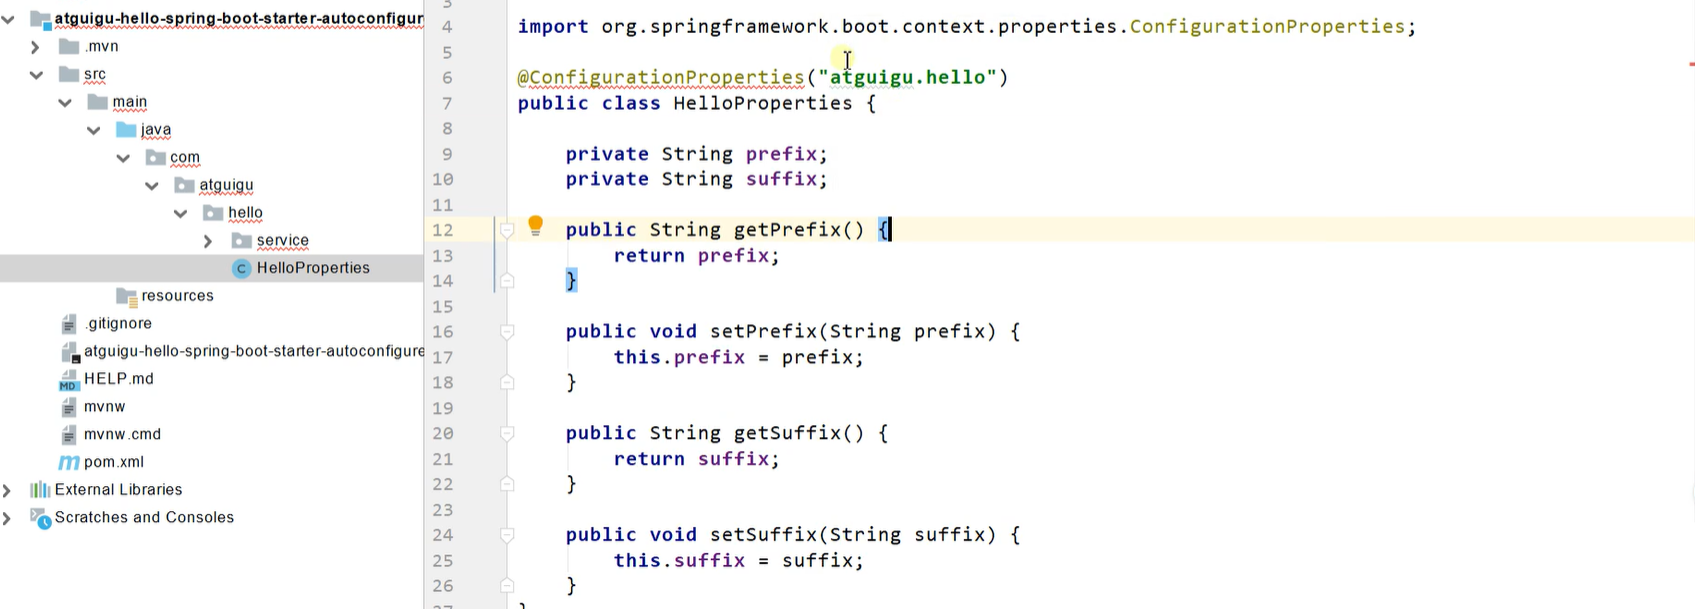 atguigu-hello-spring-boot-starter-autoconfigur
.mvn
src
main
java
com
atguigu
hello
service
HelloProperties
resources
.gitignore
atguigu-hello-spring-boot-starter-autoconfigure
HELP.md
mvnw
mvnw.cmd
pom.xml
External Libraries
Scratches and Consoles
3
4 import org.springframework.boot.context.properties.ConfigurationProperties;
5
6 @ConfigurationProperties("atguigu.hello")
7 public class HelloProperties {
8
9 private String prefix;
10 private String suffix;
11
12 public String getPrefix() {
13 return prefix;
14 }
15
16 public void setPrefix(String prefix) {
17 this.prefix = prefix;
18 }
19
20 public String getSuffix() {
21 return suffix;
22 }
23
24 public void setSuffix(String suffix) {
25 this.suffix = suffix;
26 }
27 }